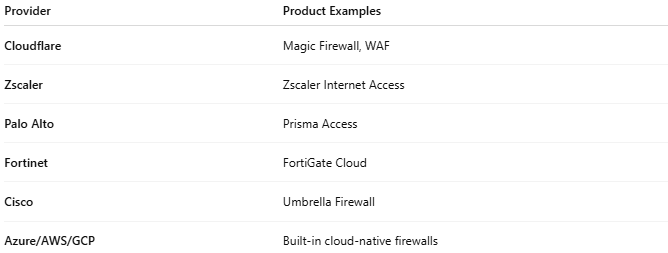 Provider Product Examples
Cloudflare Magic Firewall, WAF
Zscaler Zscaler Internet Access
Palo Alto Prisma Access
Fortinet FortiGate Cloud
Cisco Umbrella Firewall
Azure/AWS/GCP Built-in cloud-native firewalls